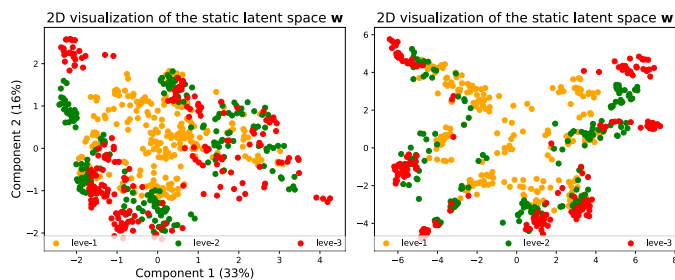 2D visualization of the static latent space w
2
1
0
−1
−2
Component 2 (16%)
−2
−1
0
1
2
3
4
Component 1 (33%)
leve-1
leve-2
leve-3
2D visualization of the static latent space w
6
4
2
0
−2
−4
−6
−4
−2
0
2
4
6
8
leve-1
leve-2
leve-3